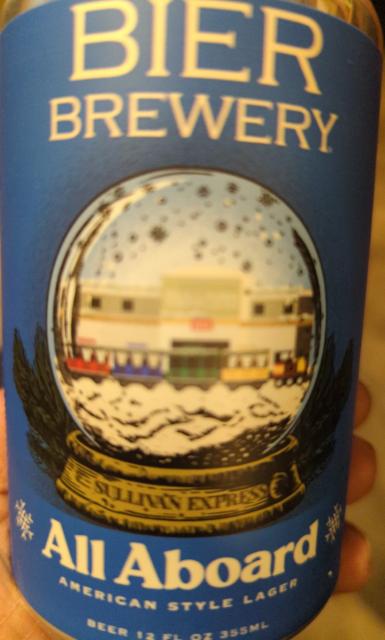 BIER
BREWERY
SULLIVAN EXPRESS
All Aboard
AMERICAN STYLE LAGER
BEER 12 FL OZ 355ML